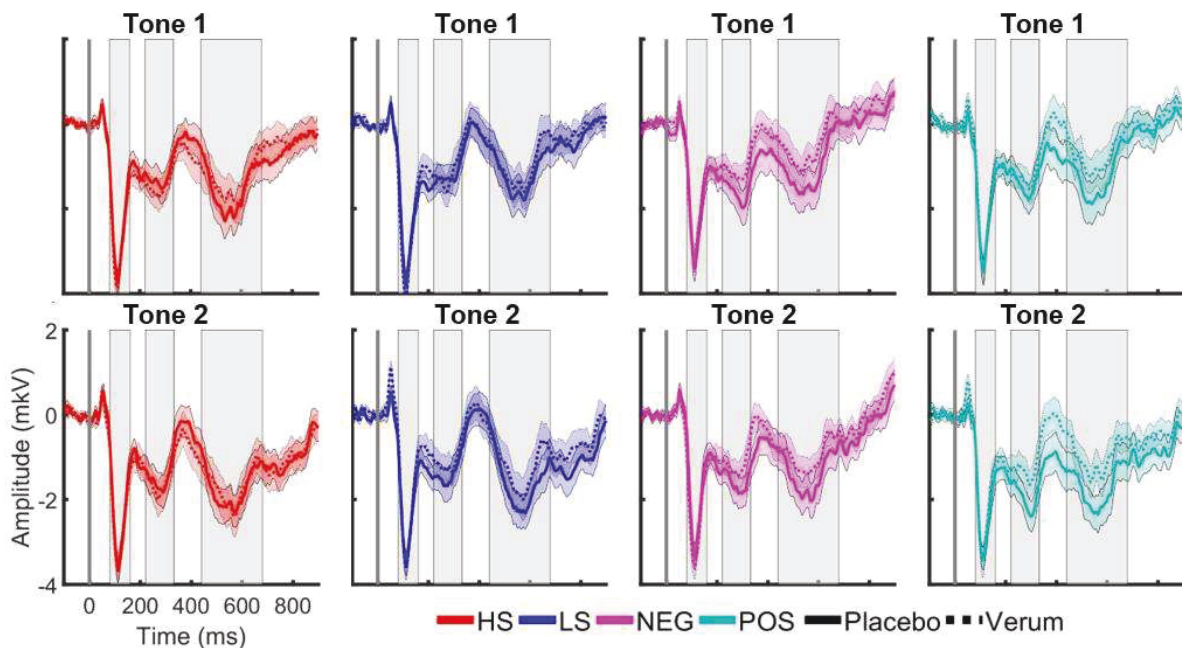 Tone 1 Tone 1 Tone 1 Tone 1
Tone 2 Tone 2 Tone 2 Tone 2
2
0
-2
-4
Amplitude (mkV)
0 200 400 600 800
Time (ms)
HS LS NEG POS Placebo Verum